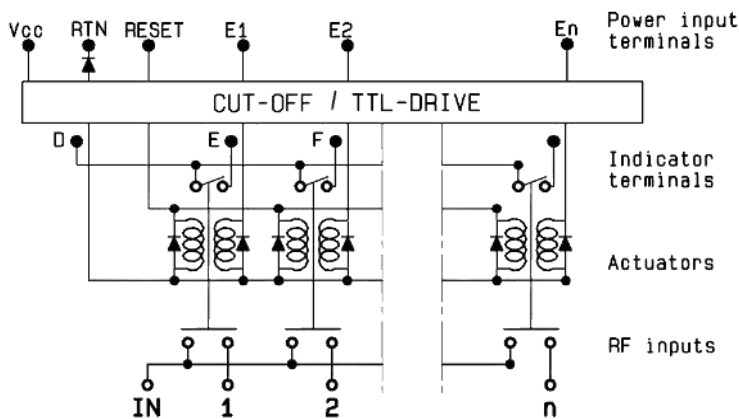 Vcc RTN RESET E1 E2 En Power input
terminals
CUT-OFF / TTL-DRIVE
D E F Indicator
terminals
Actuators
RF inputs
IN 1 2 n